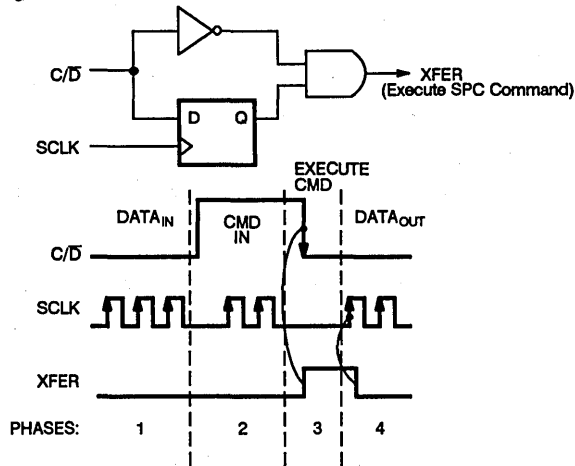 C/D̅
D Q
SCLK
XFER
(Execute SPC Command)
EXECUTE
CMD
DATAIN
CMD
IN
DATAOUT
C/D̅
SCLK
XFER
PHASES: 1 2 3 4